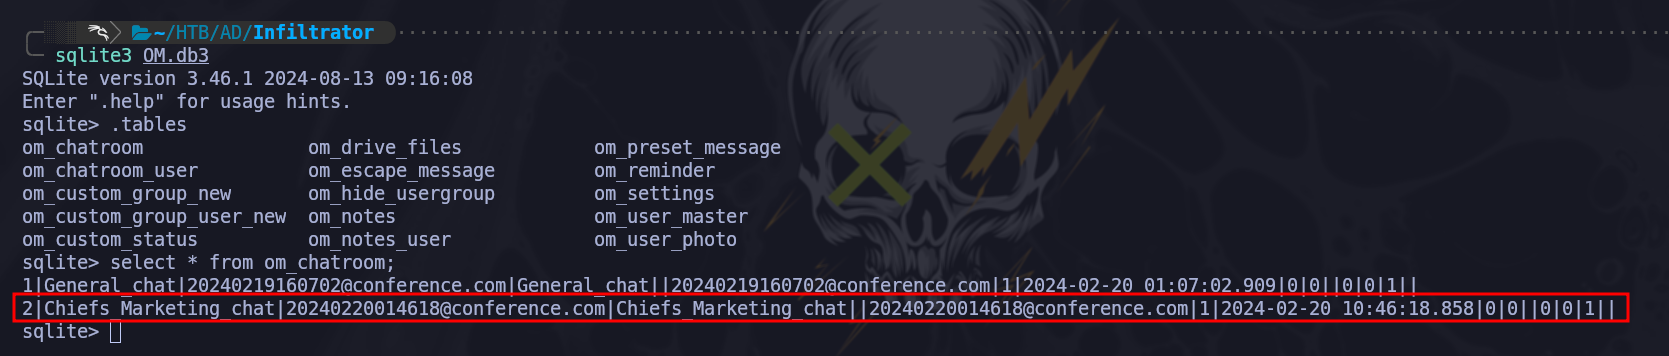 ~/HTB/AD/Infiltrator
sqlite3 OM.db3
SQLite version 3.46.1 2024-08-13 09:16:08
Enter ".help" for usage hints.
sqlite> .tables
om_chatroom om_drive_files om_preset_message
om_chatroom_user om_escape_message om_reminder
om_custom_group_new om_hide_usergroup om_settings
om_custom_group_user_new om_notes om_user_master
om_custom_status om_notes_user om_user_photo
sqlite> select * from om_chatroom;
1|General_chat|20240219160702@conference.com|General_chat||20240219160702@conference.com|1|2024-02-20 01:07:02.909|0|0||0|0|1||
2|Chiefs_Marketing_chat|20240220014618@conference.com|Chiefs_Marketing_chat||20240220014618@conference.com|1|2024-02-20 10:46:18.858|0|0||0|0|1||
sqlite>